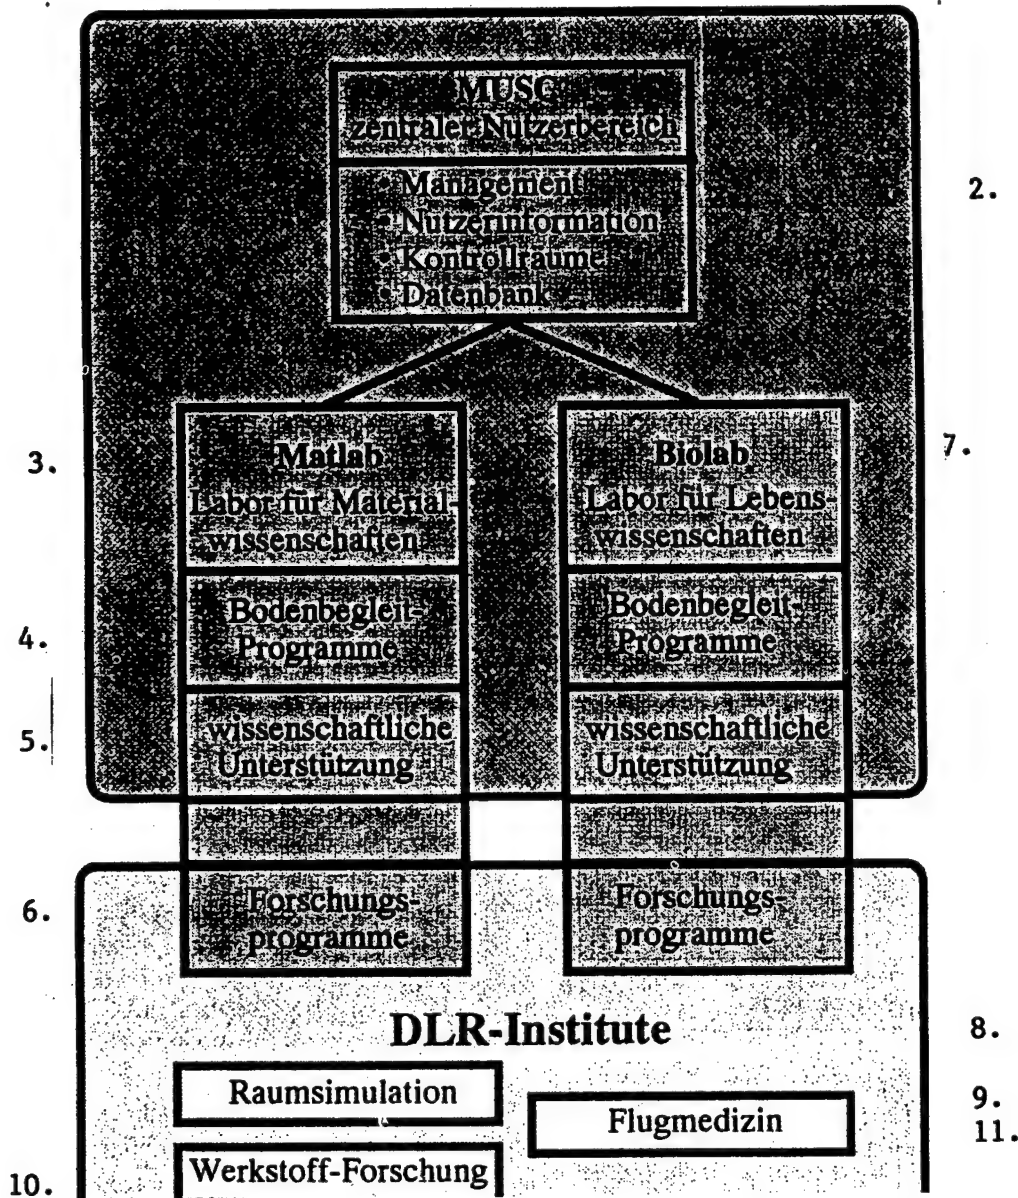 MUSC
zentraler Nutzerbereich
• Management
• Nutzerinformation
• Kontrollräume
• Datenbank
2.
3.
Matlab
Labor für Material-
wissenschaften
Bodenbegleit-
Programme
wissenschaftliche
Unterstützung
Forschungs-
programme
4.
5.
6.
7.
Biolab
Labor für Lebens-
wissenschaften
Bodenbegleit-
Programme
wissenschaftliche
Unterstützung
Forschungs-
programme
DLR-Institute
8.
Raumsimulation
9.
Flugmedizin
11.
Werkstoff-Forschung
10.